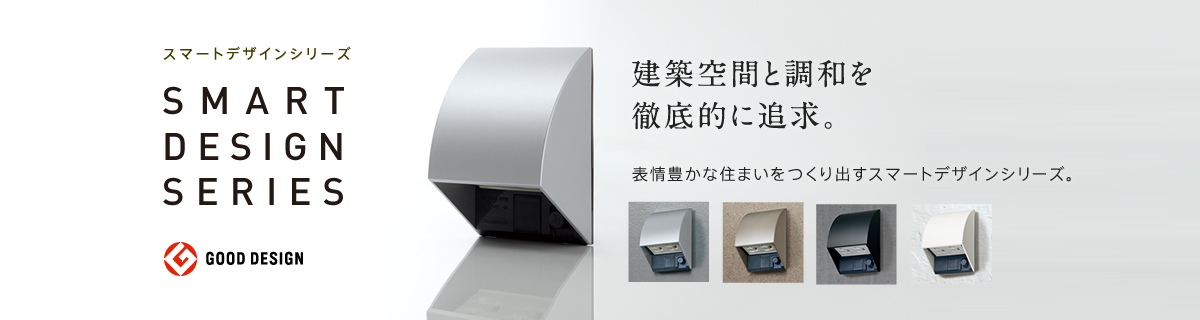 スマートデザインシリーズ
SMART
DESIGN
SERIES
GOOD DESIGN
建築空間と調和を
徹底的に追求。
表情豊かな住まいをつくり出すスマートデザインシリーズ。